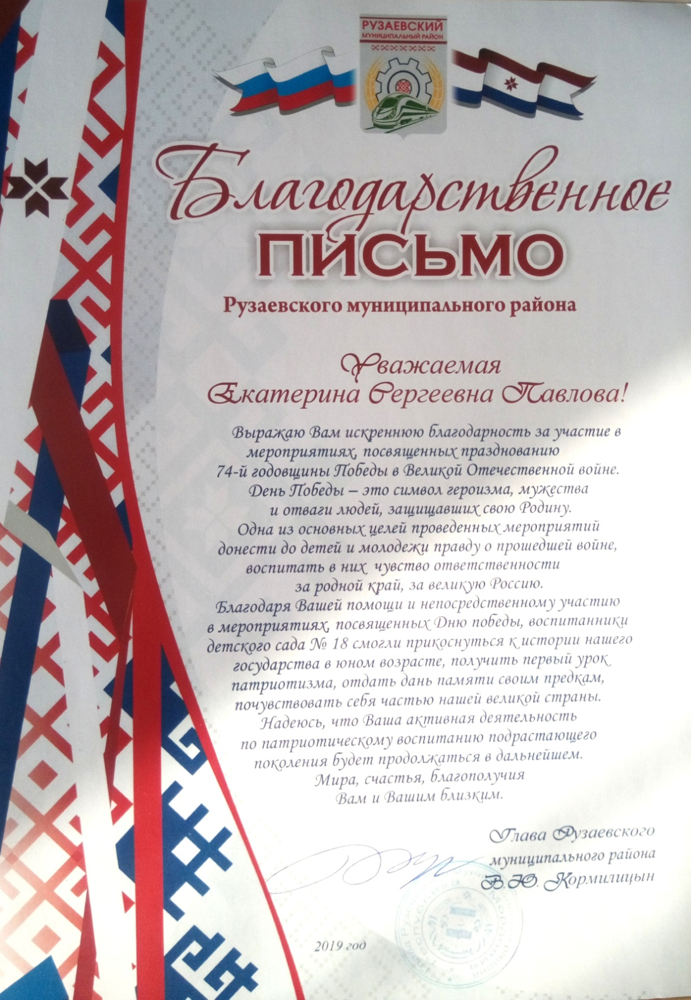 РУЗАЕВСКИЙ
МУНИЦИПАЛЬНЫЙ РАЙОН
Благодарственное
ПИСЬМО
Рузаевского муниципального района
Уважаемая
Екатерина Сергеевна Павлова!
Выражаю Вам искреннюю благодарность за участие в
мероприятиях, посвященных празднованию
74-й годовщины Победы в Великой Отечественной войне.
День Победы – это символ героизма, мужества
и отваги людей, защищавших свою Родину.
Одна из основных целей проведенных мероприятий
донести до детей и молодежи правду о прошедшей войне,
воспитать в них чувство ответственности
за родной край, за великую Россию.
Благодаря Вашей помощи и непосредственному участию
в мероприятиях, посвященных Дню победы, воспитанники
детского сада № 18 смогли прикоснуться к истории нашего
государства в юном возрасте, получить первый урок
патриотизма, отдать дань памяти своим предкам,
почувствовать себя частью нашей великой страны.
Надеюсь, что Ваша активная деятельность
по патриотическому воспитанию подрастающего
поколения будет продолжаться в дальнейшем.
Мира, счастья, благополучия
Вам и Вашим близким.
Глава Рузаевского
муниципального района
В.Ю. Кормилицын
2019 год